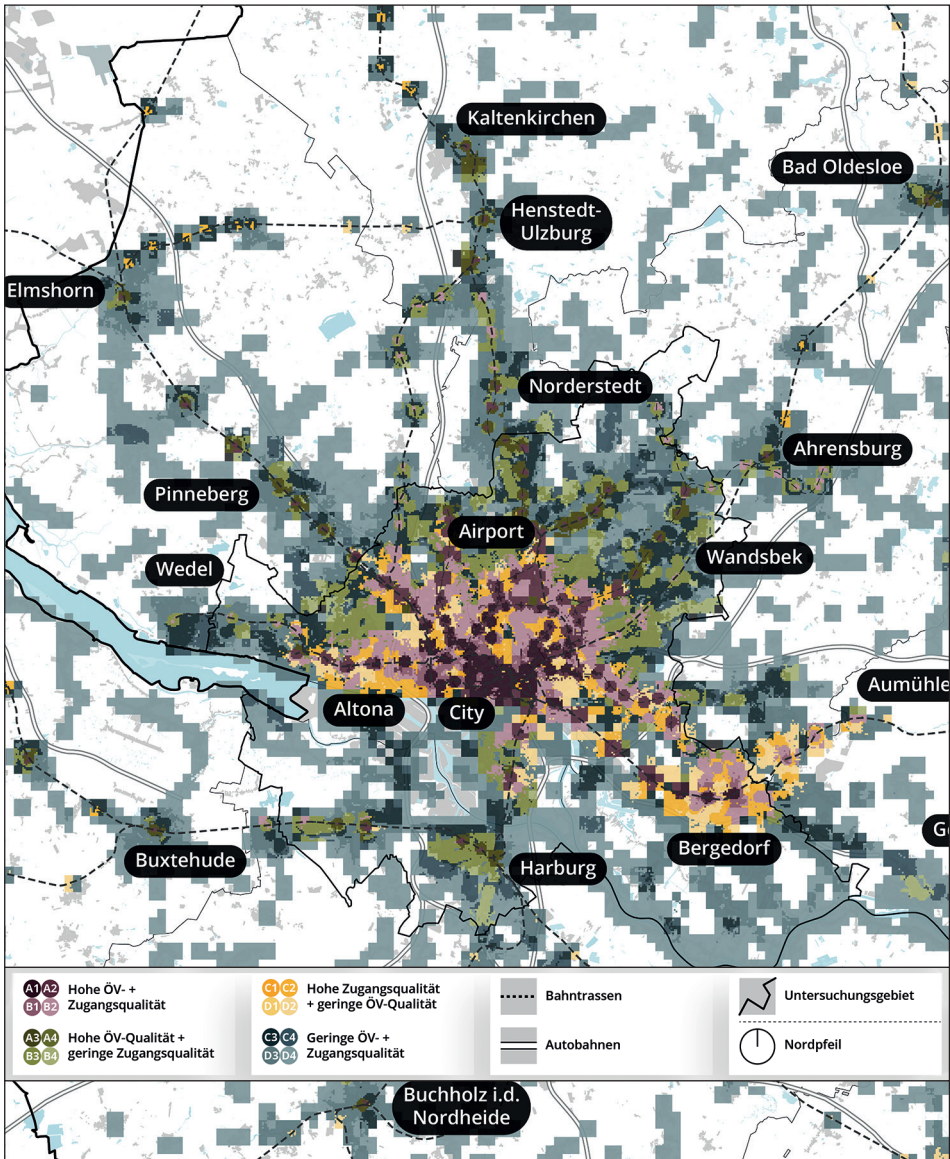 Kaltenkirchen
Bad Oldesloe
Henstedt-
Ulzburg
Elmshorn
Norderstedt
Ahrensburg
Pinneberg
Airport
Wandsbek
Wedel
Aumühle
Altona
City
Bergedorf
Buxtehude
Harburg
A1 A2
B1 B2
Hohe ÖV- +
Zugangsqualität
C1 C2
D1 D2
Hohe Zugangsqualität
+ geringe ÖV-Qualität
Bahntrassen
Untersuchungsgebiet
A3 A4
B3 B4
Hohe ÖV-Qualität +
geringe Zugangsqualität
C3 C4
D3 D4
Geringe ÖV- +
Zugangsqualität
Autobahnen
Nordpfeil
Buchholz i.d.
Nordheide